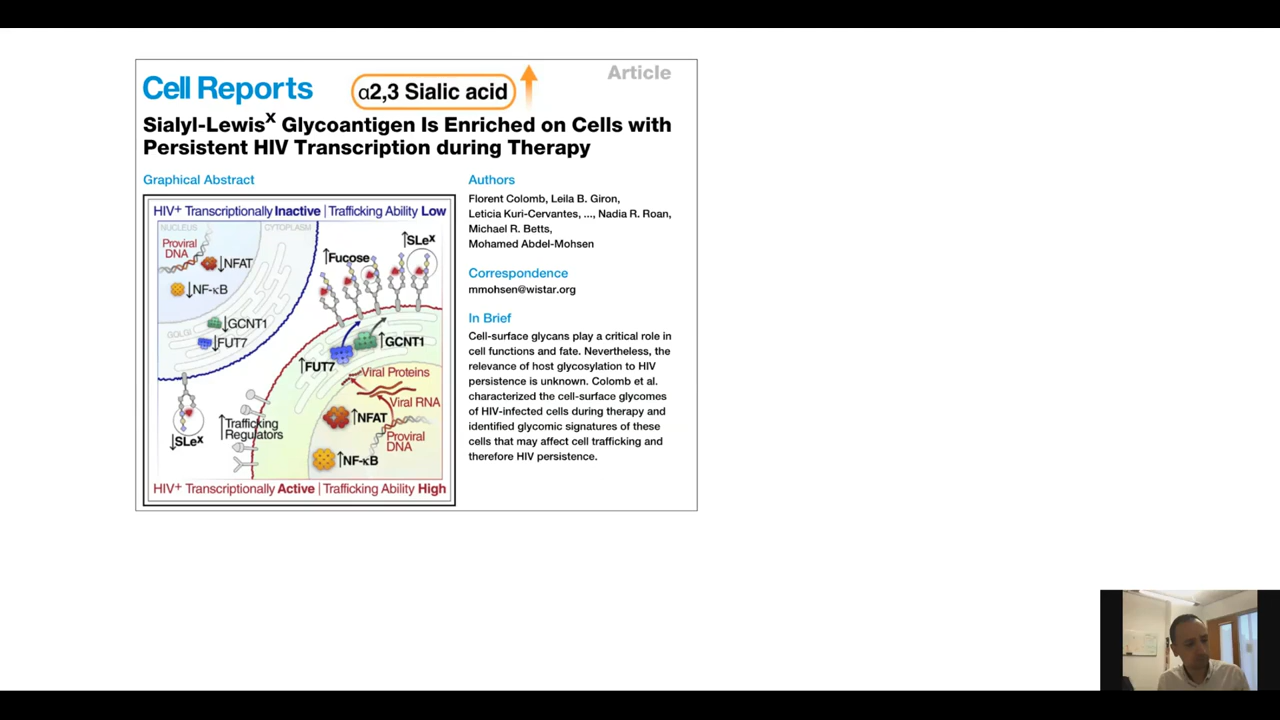 Article
Cell Reports
α2,3 Sialic acid
Sialyl-Lewisx Glycoantigen Is Enriched on Cells with
Persistent HIV Transcription during Therapy
Graphical Abstract
HIV+ Transcriptionally Inactive | Trafficking Ability Low
NUCLEUS
CYTOPLASM
Proviral
DNA
↓NFAT
↓NF-κB
GOLGI
↓GCNT1
↓FUT7
↓SLex
↑Fucose
↑SLex
↑GCNT1
↑FUT7
Viral Proteins
Viral RNA
↑NFAT
Proviral
DNA
↑NF-κB
↑Trafficking
Regulators
HIV+ Transcriptionally Active | Trafficking Ability High
Authors
Florent Colomb, Leila B. Giron,
Leticia Kuri-Cervantes, ..., Nadia R. Roan,
Michael R. Betts,
Mohamed Abdel-Mohsen
Correspondence
mmohsen@wistar.org
In Brief
Cell-surface glycans play a critical role in
cell functions and fate. Nevertheless, the
relevance of host glycosylation to HIV
persistence is unknown. Colomb et al.
characterized the cell-surface glycomes
of HIV-infected cells during therapy and
identified glycomic signatures of these
cells that may affect cell trafficking and
therefore HIV persistence.